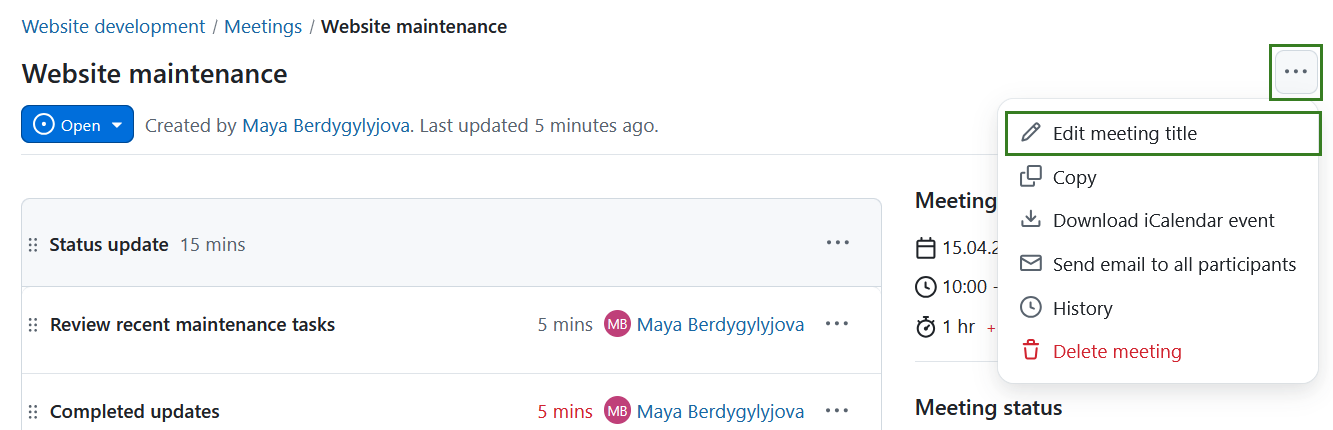 Website development / Meetings / Website maintenance
Website maintenance
Open Created by Maya Berdygylyjova. Last updated 5 minutes ago.
Status update 15 mins
Review recent maintenance tasks 5 mins MB Maya Berdygylyjova
Completed updates 5 mins MB Maya Berdygylyjova
Edit meeting title
Copy
Download iCalendar event
Send email to all participants
History
Delete meeting
Meeting
15.04.2
10:00 -
1 hr +
Meeting status